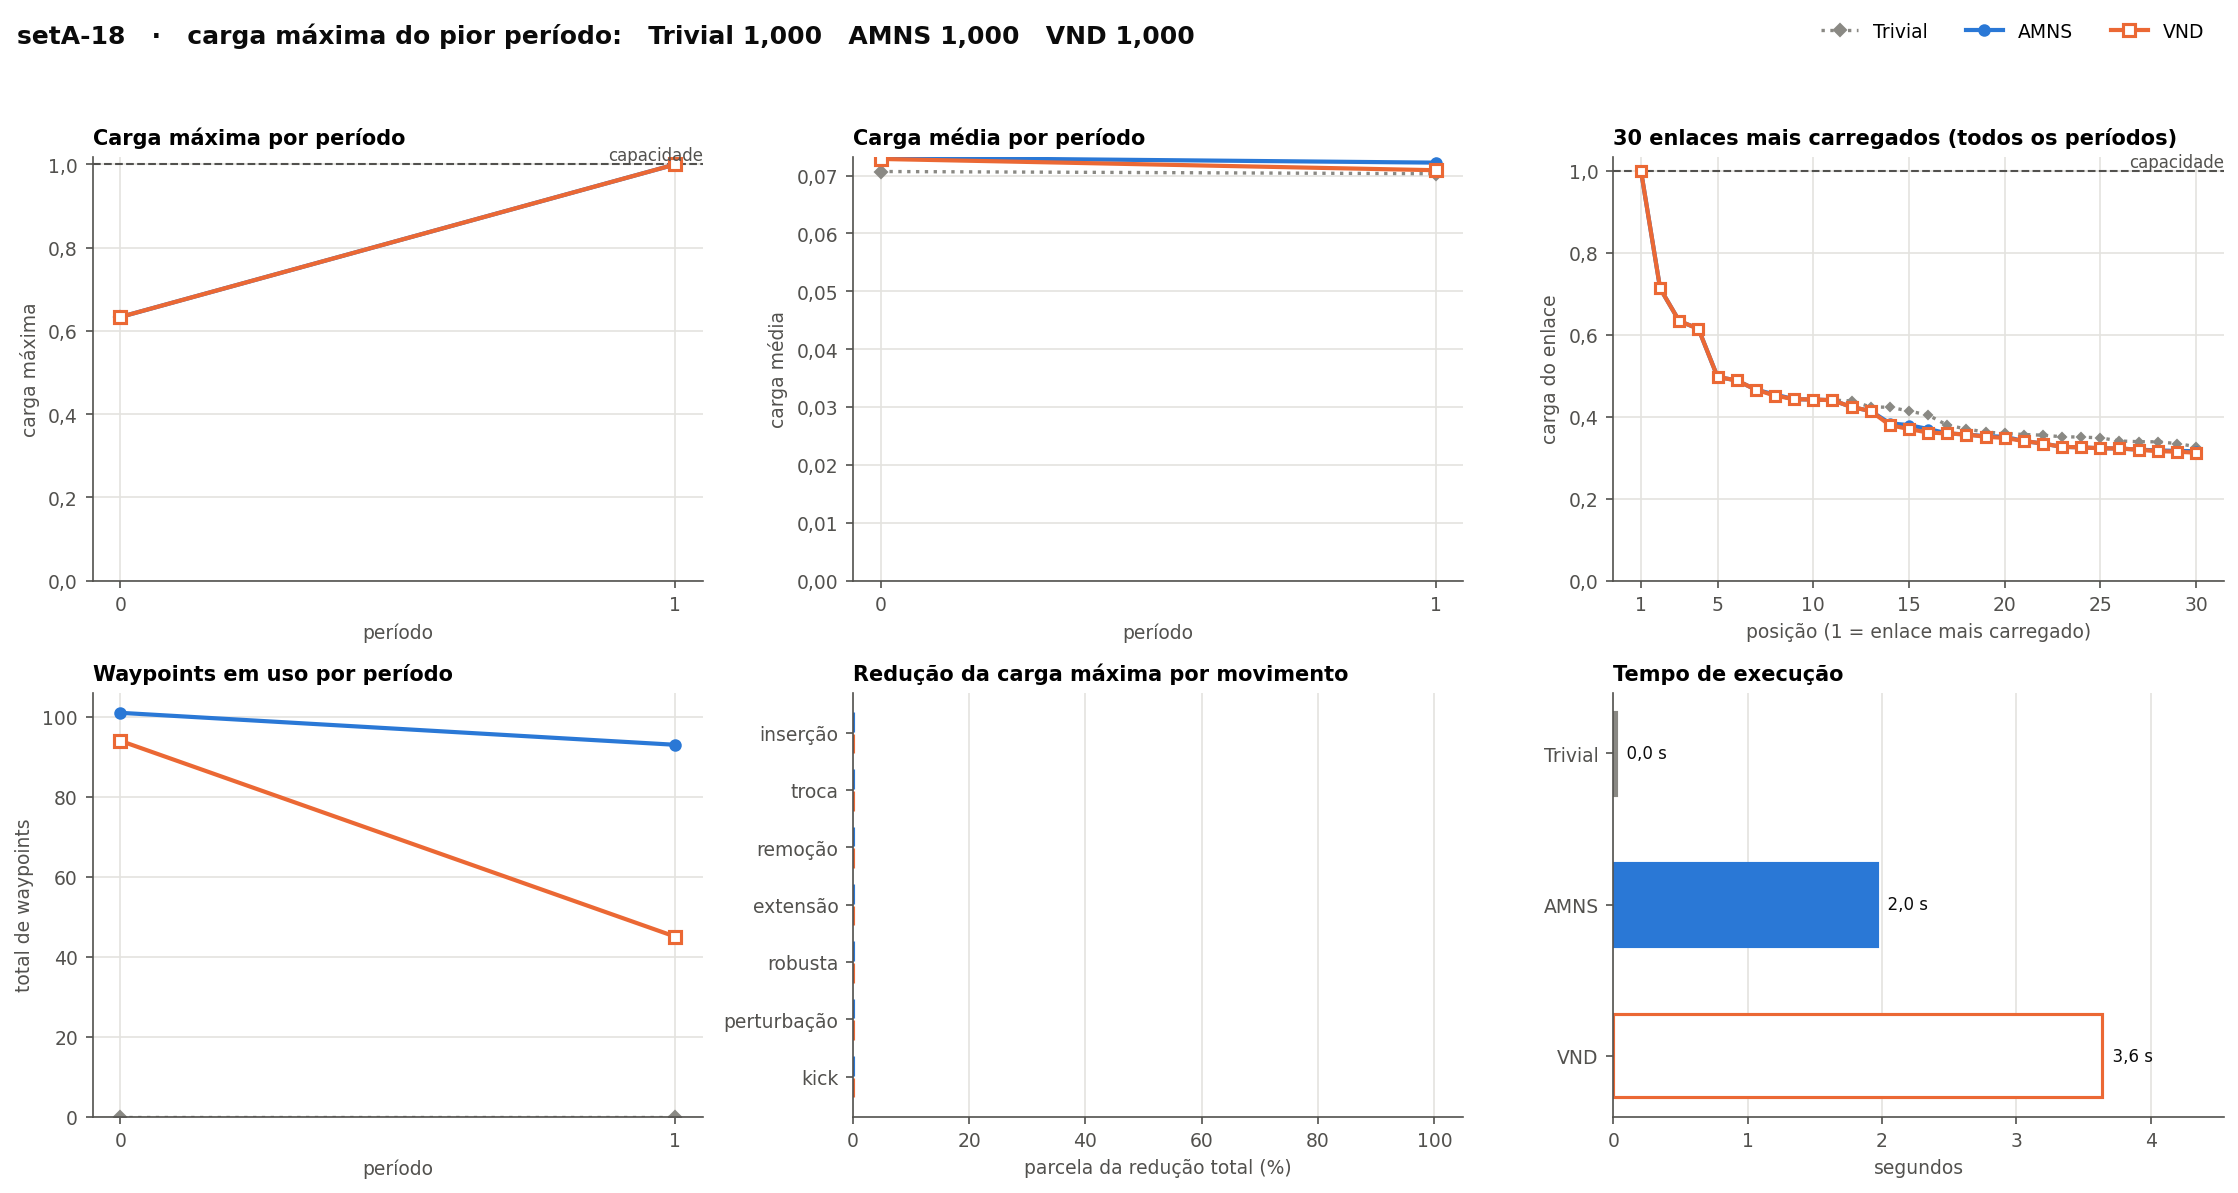 setA-18 · carga máxima do pior período: Trivial 1,000 AMNS 1,000 VND 1,000
Trivial AMNS VND
Carga máxima por período
capacidade
1,0
0,8
0,6
0,4
0,2
0,0
carga máxima
0 1
período
Carga média por período
0,07
0,06
0,05
0,04
0,03
0,02
0,01
0,00
carga média
0 1
período
30 enlaces mais carregados (todos os períodos)
capacidade
1,0
0,8
0,6
0,4
0,2
0,0
carga do enlace
1 5 10 15 20 25 30
posição (1 = enlace mais carregado)
Waypoints em uso por período
100
80
60
40
20
0
total de waypoints
0 1
período
Redução da carga máxima por movimento
inserção
troca
remoção
extensão
robusta
perturbação
kick
0 20 40 60 80 100
parcela da redução total (%)
Tempo de execução
Trivial 0,0 s
AMNS 2,0 s
VND 3,6 s
0 1 2 3 4
segundos